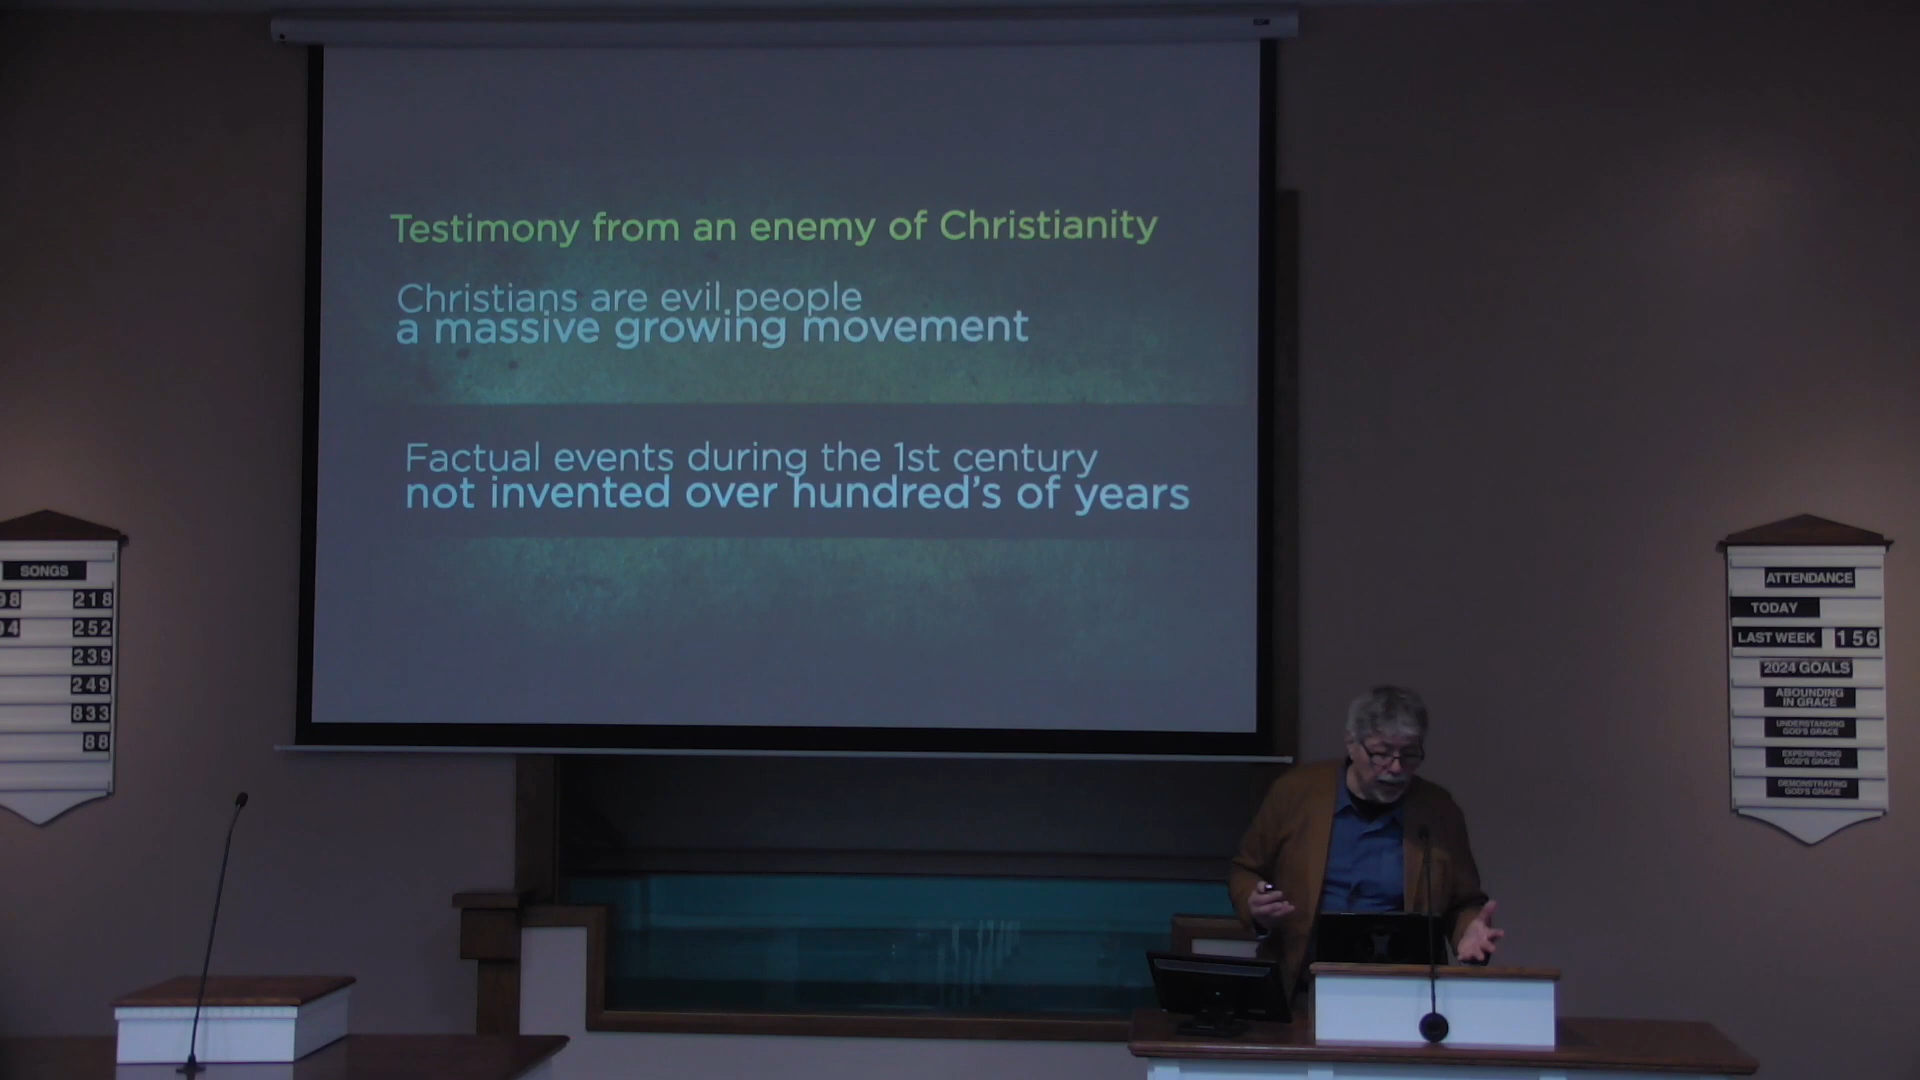 Testimony from an enemy of Christianity
Christians are evil people
a massive growing movement
Factual events during the 1st century
not invented over hundred's of years
SONGS
98 218
94 252
239
249
833
88
ATTENDANCE
TODAY
LAST WEEK 156
2024 GOALS
ABOUNDING
IN GRACE
UNDERSTANDING
GOD'S GRACE
EXPERIENCING
GOD'S GRACE
DEMONSTRATING
GOD'S GRACE